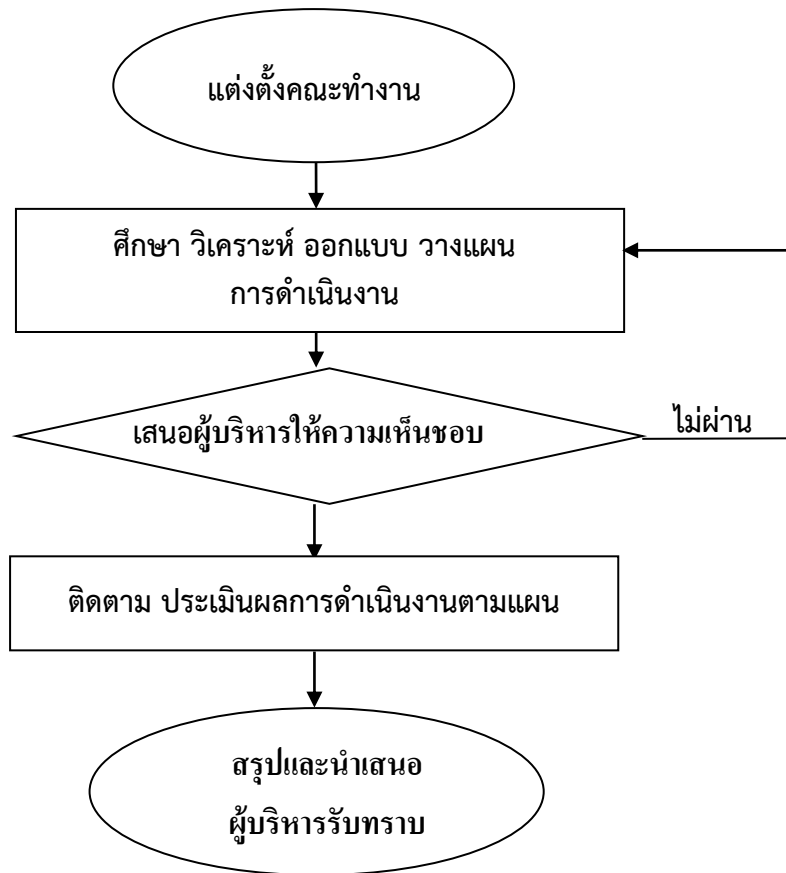 แต่งตั้งคณะทำงาน
ศึกษา วิเคราะห์ ออกแบบ วางแผน
การดำเนินงาน
เสนอผู้บริหารให้ความเห็นชอบ
ไม่ผ่าน
ติดตาม ประเมินผลการดำเนินงานตามแผน
สรุปและนำเสนอ
ผู้บริหารรับทราบ